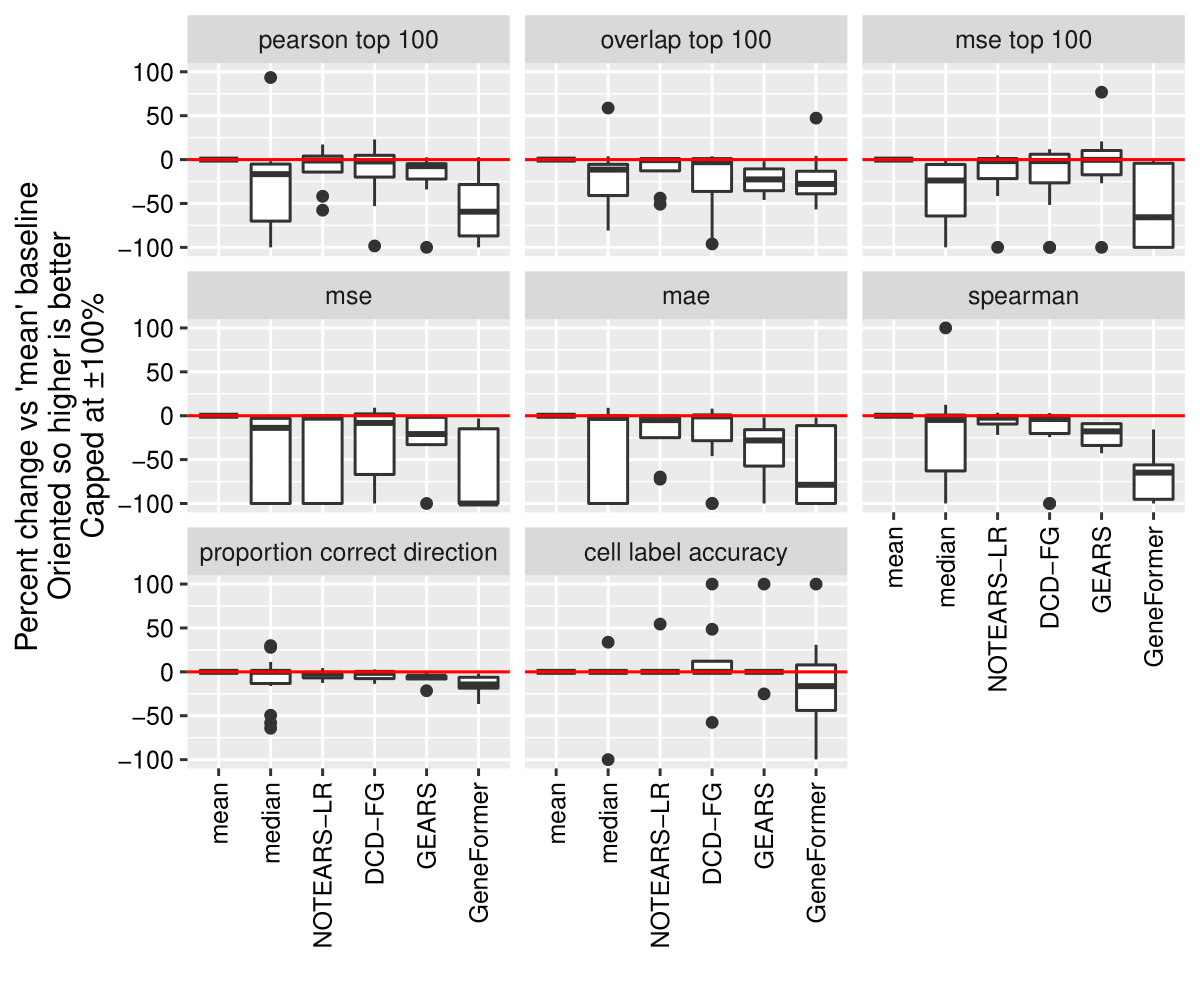 Percent change vs 'mean' baseline
Oriented so higher is better
Capped at ±100%
pearson top 100
overlap top 100
mse top 100
100
50
0
−50
−100
mse
mae
spearman
100
50
0
−50
−100
mean
median
NOTEARS−LR
DCD−FG
GEARS
GeneFormer
proportion correct direction
cell label accuracy
100
50
0
−50
−100
mean
median
NOTEARS−LR
DCD−FG
GEARS
GeneFormer
mean
median
NOTEARS−LR
DCD−FG
GEARS
GeneFormer